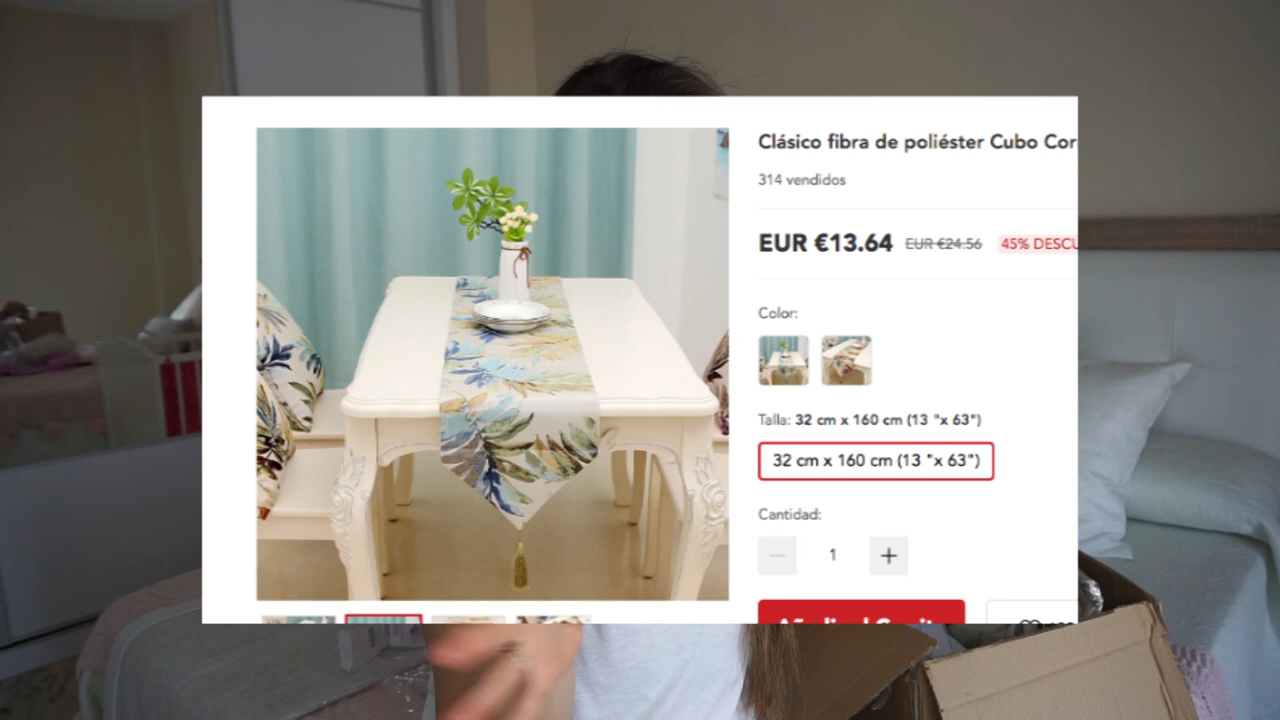 Clásico fibra de poliéster Cubo Cor
314 vendidos
EUR €13.64 EUR €24.56 45% DESCU
Color:
Talla: 32 cm x 160 cm (13 "x 63")
32 cm x 160 cm (13 "x 63")
Cantidad:
1